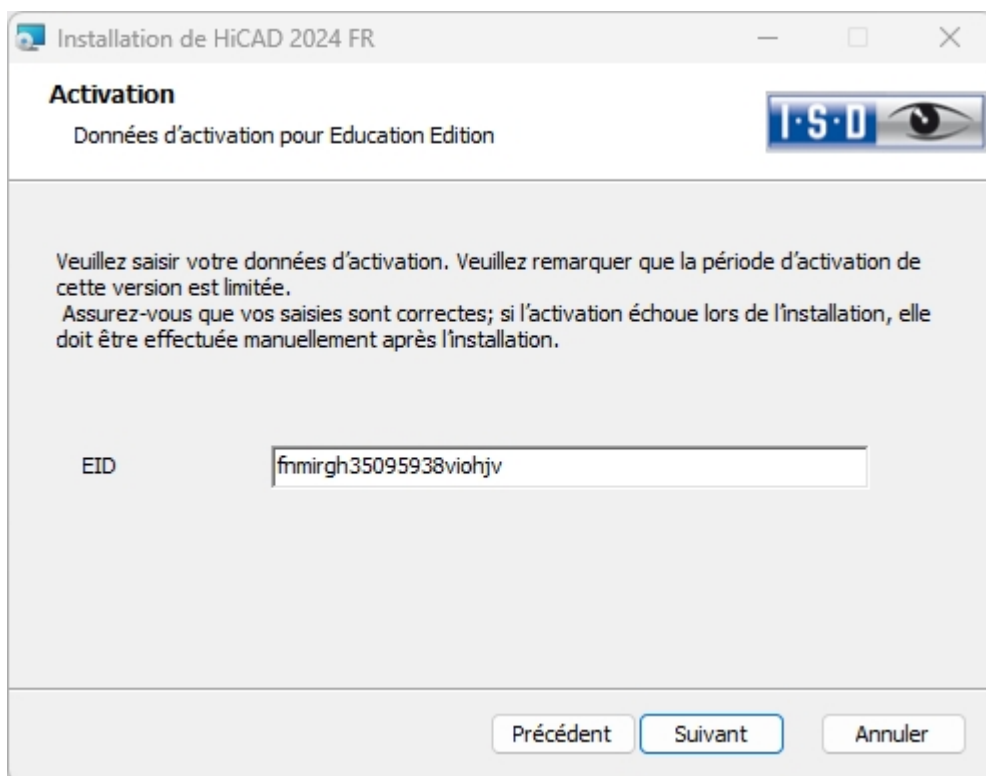 Installation de HiCAD 2024 FR
Activation
Données d'activation pour Education Edition
I·S·D
Veuillez saisir votre données d'activation. Veuillez remarquer que la période d'activation de
cette version est limitée.
Assurez-vous que vos saisies sont correctes; si l'activation échoue lors de l'installation, elle
doit être effectuée manuellement après l'installation.
EID
fnmirgh35095938viohjv
Précédent
Suivant
Annuler